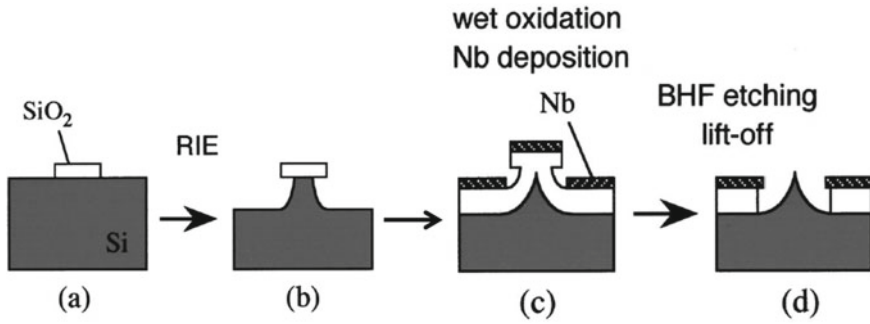 wet oxidation
Nb deposition
SiO₂
RIE
Nb
BHF etching
lift-off
Si
(a)
(b)
(c)
(d)